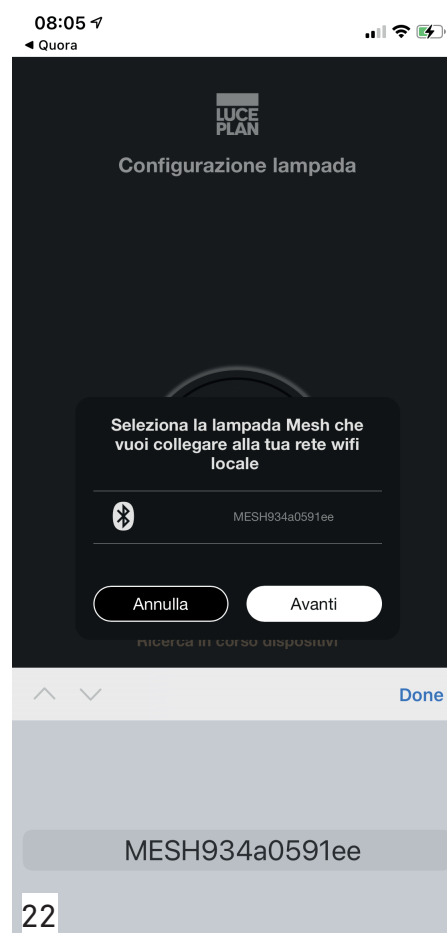 08:05
◀ Quora
LUCE
PLAN
Configurazione lampada
Seleziona la lampada Mesh che
vuoi collegare alla tua rete wifi
locale
MESH934a0591ee
Annulla
Avanti
Ricerca in corso dispositivi
Done
MESH934a0591ee
22